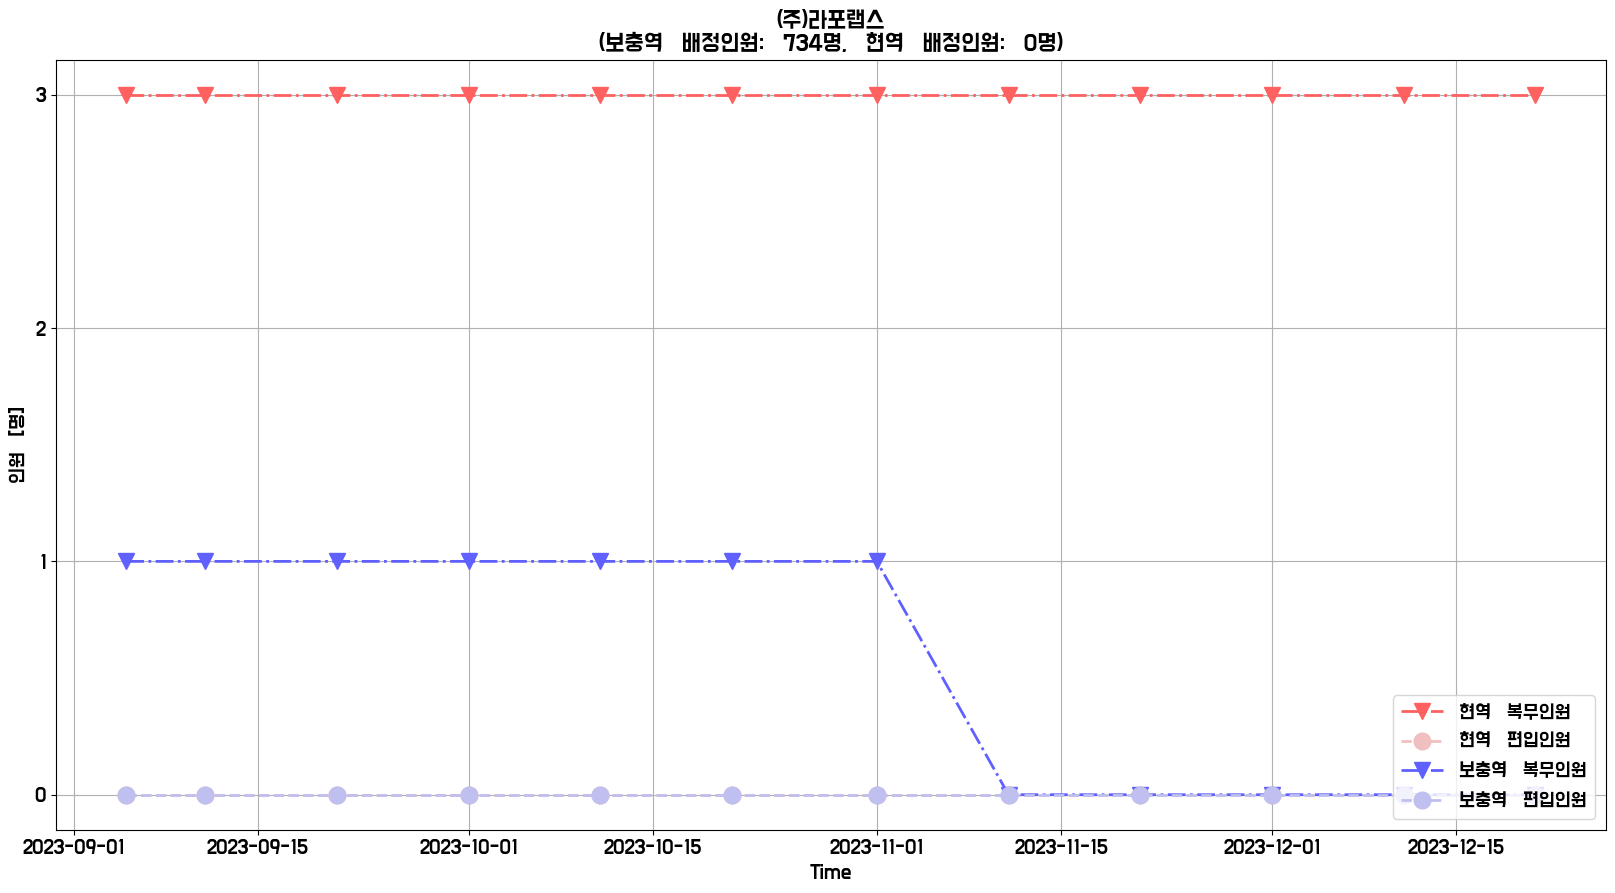 (주)라포랩스
(보충역 배정인원: 734명, 현역 배정인원: 0명)
3
2
1
0
인원 [명]
2023-09-01 2023-09-15 2023-10-01 2023-10-15 2023-11-01 2023-11-15 2023-12-01 2023-12-15
Time
현역 복무인원
현역 편입인원
보충역 복무인원
보충역 편입인원